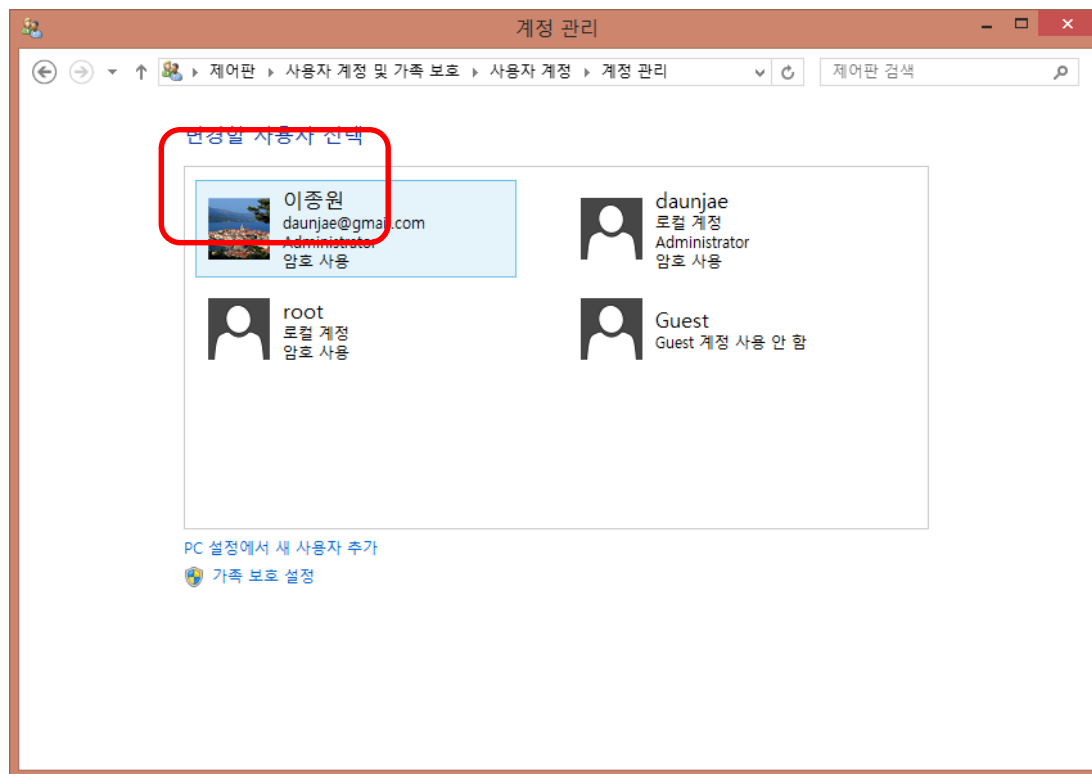 계정 관리
제어판 사용자 계정 및 가족 보호 사용자 계정 계정 관리
제어판 검색
변경할 사용자 선택
이종원
daunjae@gmail.com
Administrator
암호 사용
daunjae
로컬 계정
Administrator
암호 사용
root
로컬 계정
암호 사용
Guest
Guest 계정 사용 안 함
PC 설정에서 새 사용자 추가
가족 보호 설정